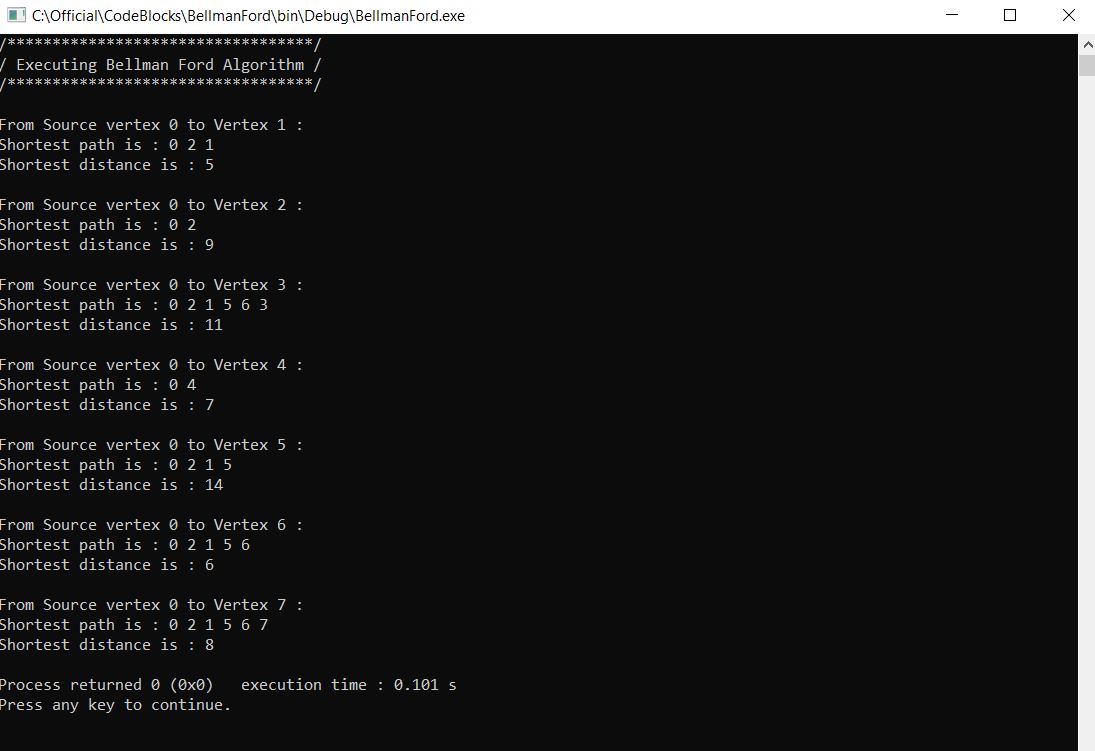 C:\Official\CodeBlocks\BellmanFord\bin\Debug\BellmanFord.exe
/**********************************/
/ Executing Bellman Ford Algorithm /
/**********************************/
From Source vertex 0 to Vertex 1 :
Shortest path is : 0 2 1
Shortest distance is : 5
From Source vertex 0 to Vertex 2 :
Shortest path is : 0 2
Shortest distance is : 9
From Source vertex 0 to Vertex 3 :
Shortest path is : 0 2 1 5 6 3
Shortest distance is : 11
From Source vertex 0 to Vertex 4 :
Shortest path is : 0 4
Shortest distance is : 7
From Source vertex 0 to Vertex 5 :
Shortest path is : 0 2 1 5
Shortest distance is : 14
From Source vertex 0 to Vertex 6 :
Shortest path is : 0 2 1 5 6
Shortest distance is : 6
From Source vertex 0 to Vertex 7 :
Shortest path is : 0 2 1 5 6 7
Shortest distance is : 8
Process returned 0 (0x0)   execution time : 0.101 s
Press any key to continue.